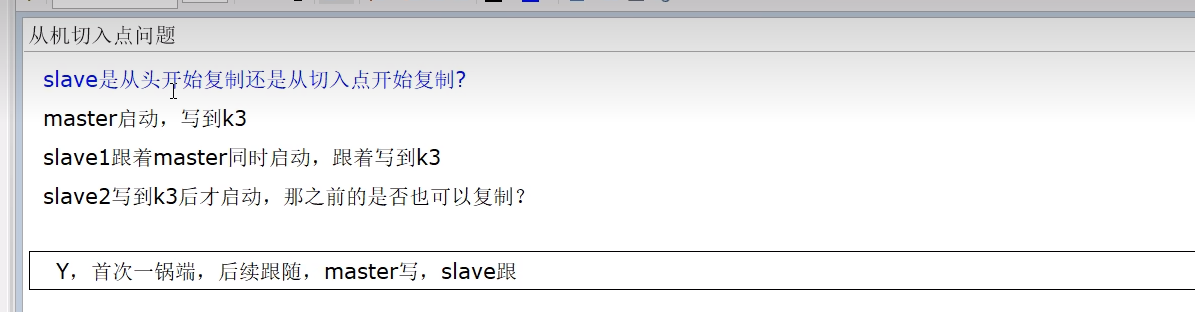 从机切入点问题
slave是从头开始复制还是从切入点开始复制?
master启动，写到k3
slave1跟着master同时启动，跟着写到k3
slave2写到k3后才启动，那之前的是否也可以复制？
Y，首次一锅端，后续跟随，master写，slave跟